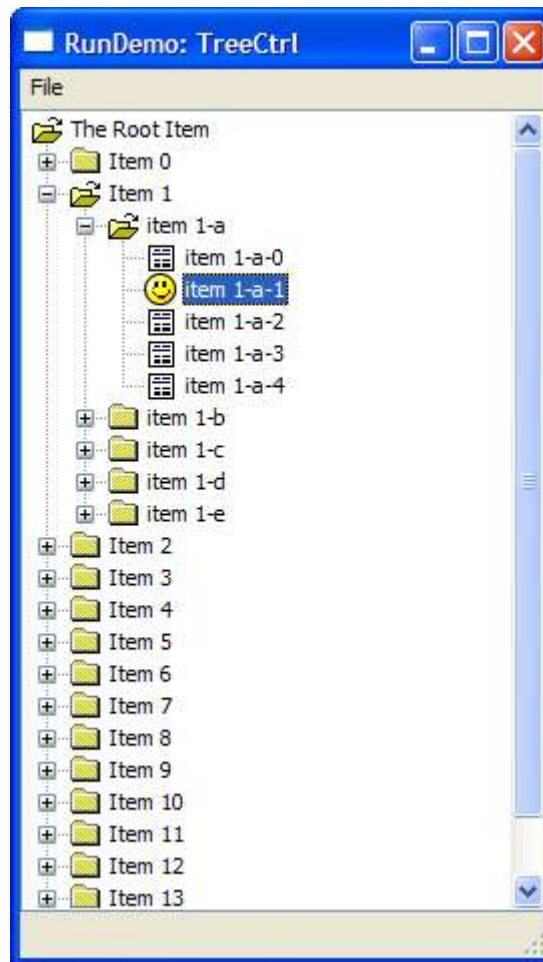 RunDemo: TreeCtrl
File
The Root Item
Item 0
Item 1
item 1-a
item 1-a-0
item 1-a-1
item 1-a-2
item 1-a-3
item 1-a-4
item 1-b
item 1-c
item 1-d
item 1-e
Item 2
Item 3
Item 4
Item 5
Item 6
Item 7
Item 8
Item 9
Item 10
Item 11
Item 12
Item 13